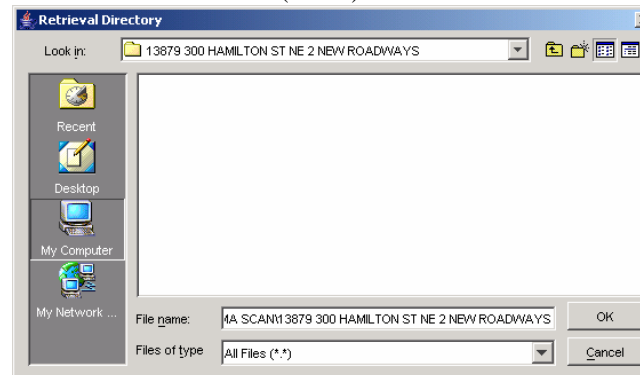 Retrieval Directory
Look in: 13879 300 HAMILTON ST NE 2 NEW ROADWAYS
Recent
Desktop
My Computer
My Network ...
File name: MA SCAN\13879 300 HAMILTON ST NE 2 NEW ROADWAYS OK
Files of type All Files (*.*) Cancel